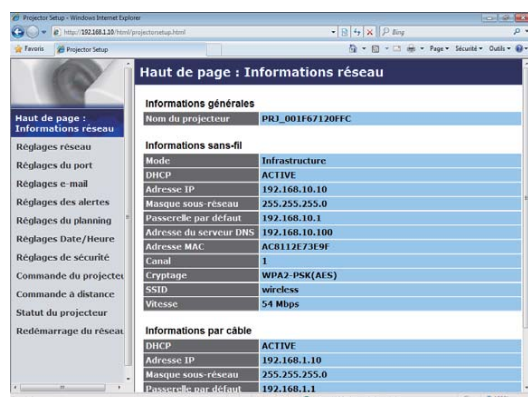 Projector Setup - Windows Internet Explorer
http://192.168.1.10/html/projectorsetup.html
Bing
Favoris Projector Setup Page Sécurité Outils
Haut de page : Informations réseau
Haut de page :
Informations réseau
Réglages réseau
Réglages du port
Réglages e-mail
Réglages des alertes
Réglages du planning
Réglages Date/Heure
Réglages de sécurité
Commande du projecteu
Commande à distance
Statut du projecteur
Redémarrage du réseau
Informations générales
Nom du projecteur PRJ_001F67120FFC
Informations sans-fil
Mode Infrastructure
DHCP ACTIVE
Adresse IP 192.168.10.10
Masque sous-réseau 255.255.255.0
Passerelle par défaut 192.168.10.1
Adresse du serveur DNS 192.168.10.100
Adresse MAC AC8112E73E9F
Canal 1
Cryptage WPA2-PSK(AES)
SSID wireless
Vitesse 54 Mbps
Informations par câble
DHCP ACTIVE
Adresse IP 192.168.1.10
Masque sous-réseau 255.255.255.0
Passerelle par défaut 192.168.1.1